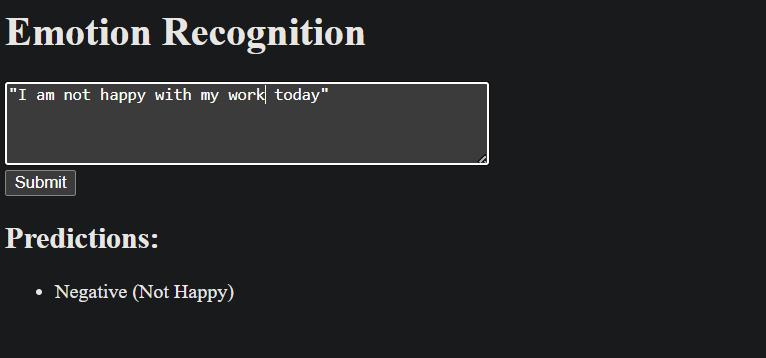 Emotion Recognition
"I am not happy with my work today"
Submit
Predictions:
Negative (Not Happy)